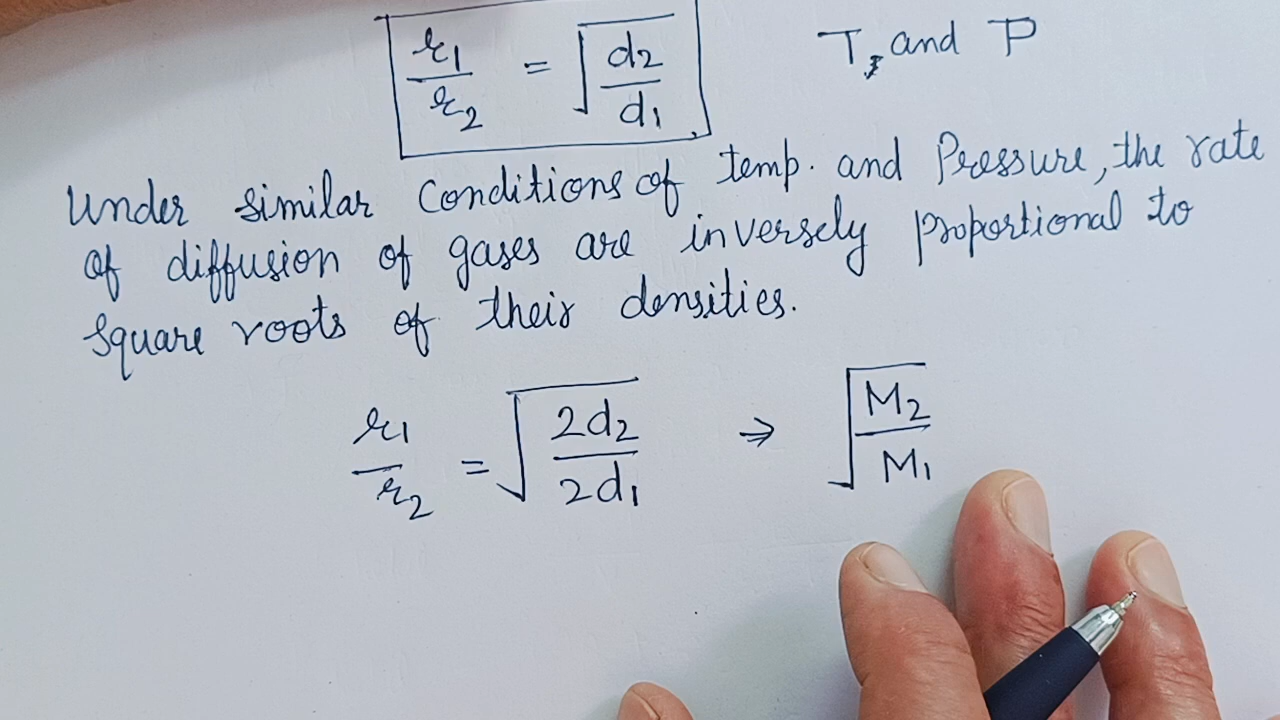 r1/r2 = √(d2/d1) T, and P
Under similar Conditions of temp. and Pressure, the rate
of diffusion of gases are inversely proportional to
Square roots of their densities.
r1/r2 = √(2d2/2d1) ⇒ √(M2/M1)